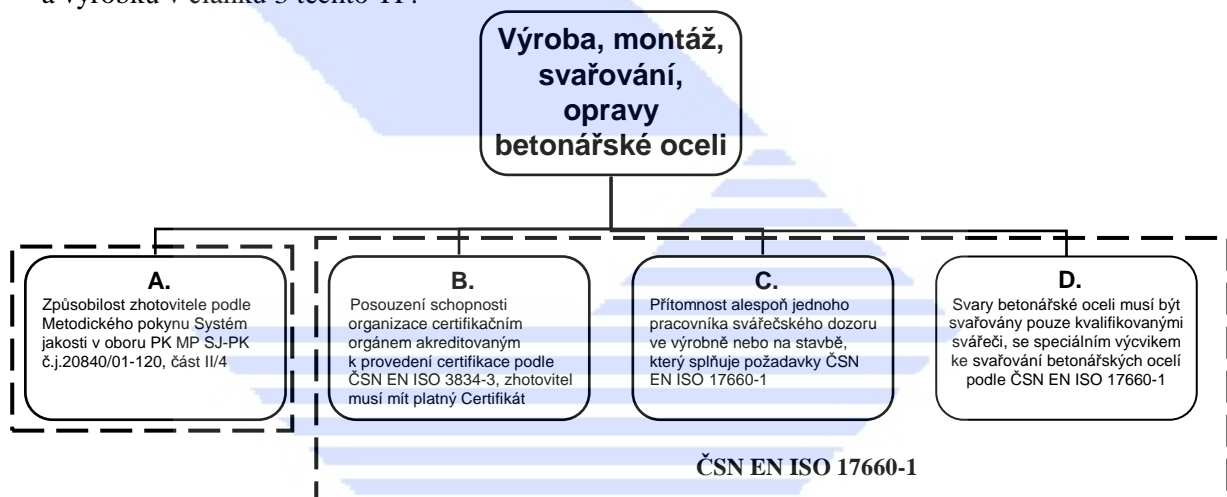 a výrobků v článku 3 těchto TP.
Výroba, montáž,
svařování,
opravy
betonářské oceli
A.
Způsobilost zhotovitele podle
Metodického pokynu Systém
jakosti v oboru PK MP SJ-PK
č.j.20840/01-120, část II/4
B.
Posouzení schopnosti
organizace certifikačním
orgánem akreditovaným
k provedení certifikace podle
ČSN EN ISO 3834-3, zhotovitel
musí mít platný Certifikát
C.
Přítomnost alespoň jednoho
pracovníka svářečského dozoru
ve výrobně nebo na stavbě,
který splňuje požadavky ČSN
EN ISO 17660-1
D.
Svary betonářské oceli musí být
svařovány pouze kvalifikovanými
svářeči, se speciálním výcvikem
ke svařování betonářských ocelí
podle ČSN EN ISO 17660-1
ČSN EN ISO 17660-1